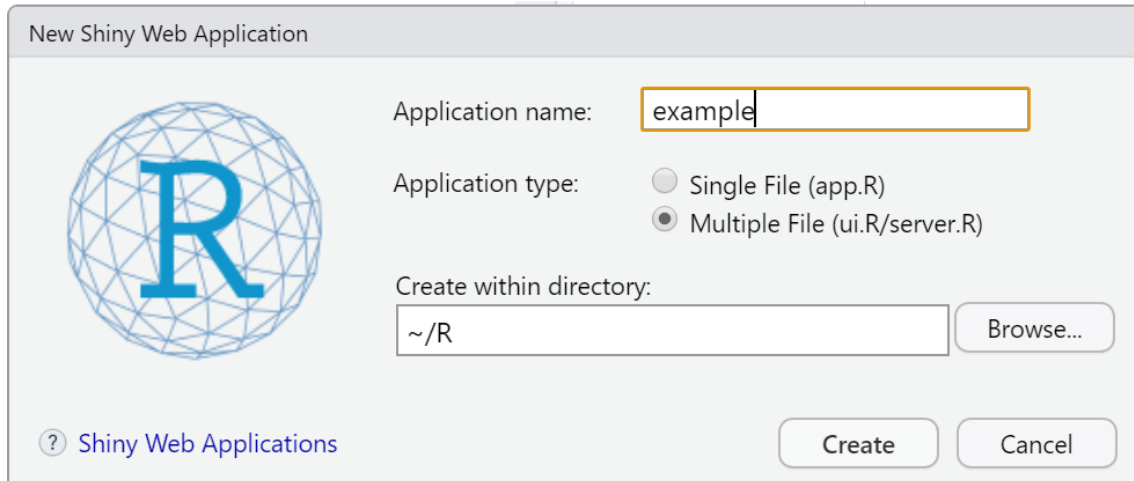 New Shiny Web Application
R
Application name: example
Application type: Single File (app.R)
Multiple File (ui.R/server.R)
Create within directory:
~/R Browse...
? Shiny Web Applications Create Cancel